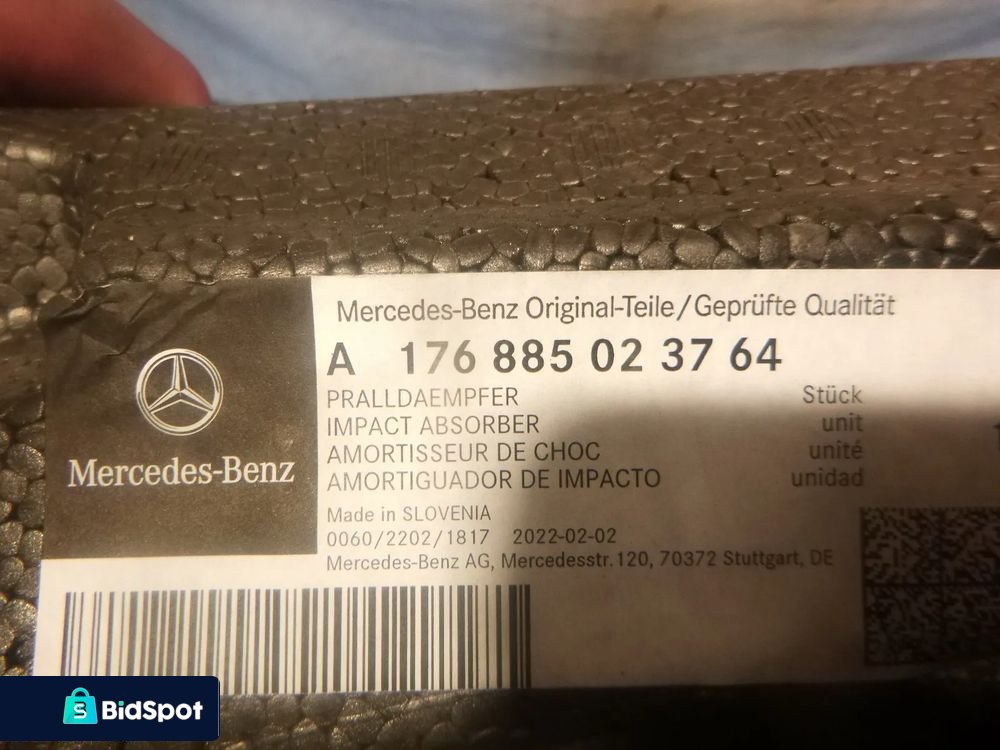 Mercedes-Benz Original-Teile/Geprüfte Qualität
A 176 885 02 37 64
PRALLDAEMPFER Stück
IMPACT ABSORBER unit
AMORTISSEUR DE CHOC unité
AMORTIGUADOR DE IMPACTO unidad
Mercedes-Benz
Made in SLOVENIA
0060/2202/1817 2022-02-02
Mercedes-Benz AG, Mercedesstr. 120, 70372 Stuttgart, DE
S BidSpot